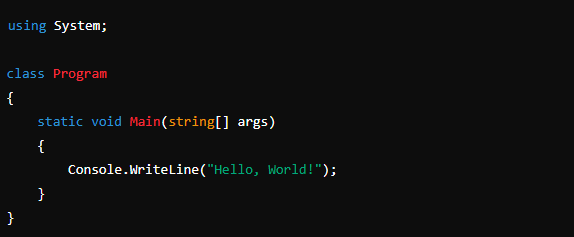 using System;

class Program
{
    static void Main(string[] args)
    {
        Console.WriteLine("Hello, World!");
    }
}